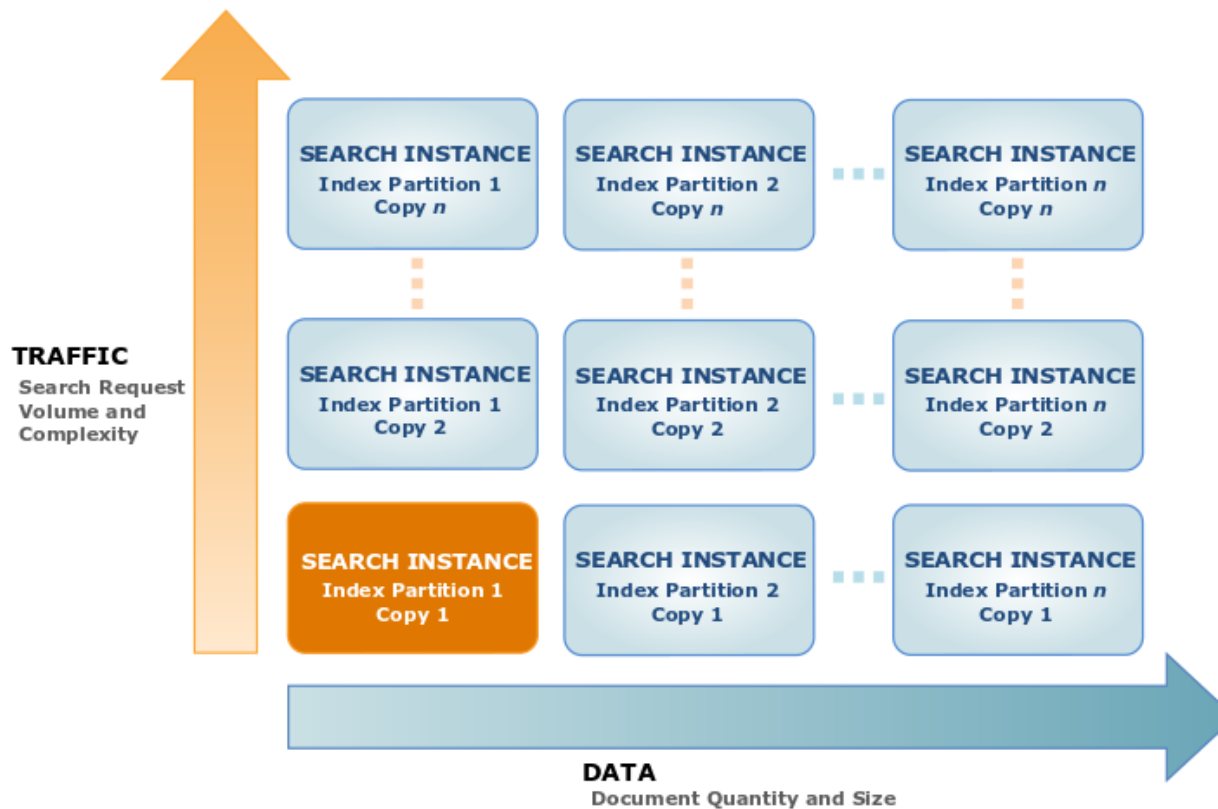 SEARCH INSTANCE
Index Partition 1
Copy n
SEARCH INSTANCE
Index Partition 2
Copy n
SEARCH INSTANCE
Index Partition n
Copy n
TRAFFIC
Search Request
Volume and
Complexity
SEARCH INSTANCE
Index Partition 1
Copy 2
SEARCH INSTANCE
Index Partition 2
Copy 2
SEARCH INSTANCE
Index Partition n
Copy 2
SEARCH INSTANCE
Index Partition 1
Copy 1
SEARCH INSTANCE
Index Partition 2
Copy 1
SEARCH INSTANCE
Index Partition n
Copy 1
DATA
Document Quantity and Size